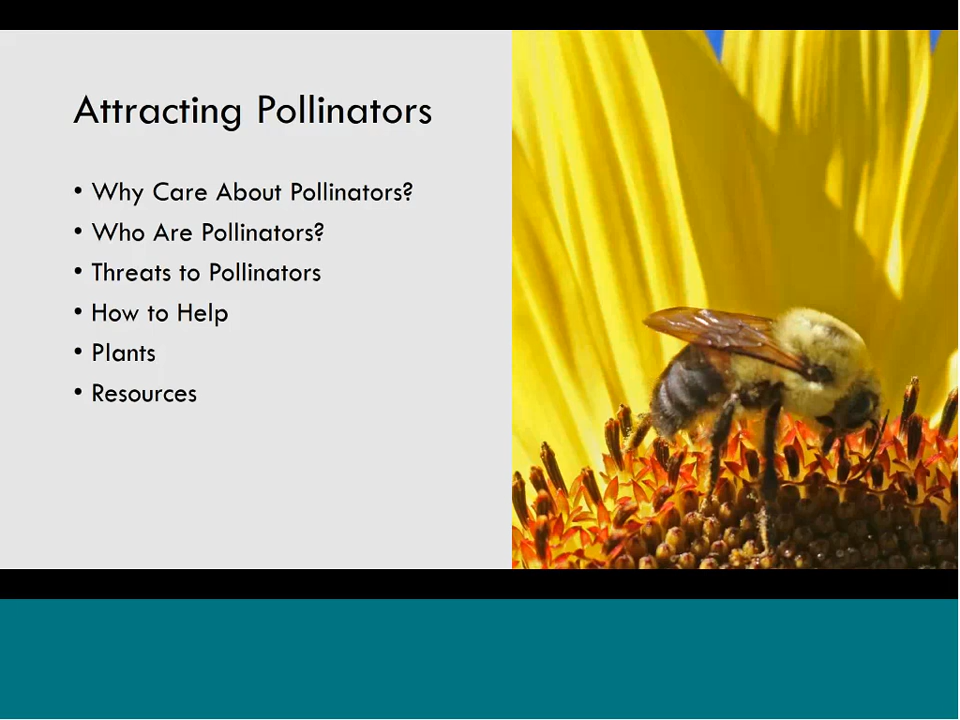 Attracting Pollinators
• Why Care About Pollinators?
• Who Are Pollinators?
• Threats to Pollinators
• How to Help
• Plants
• Resources